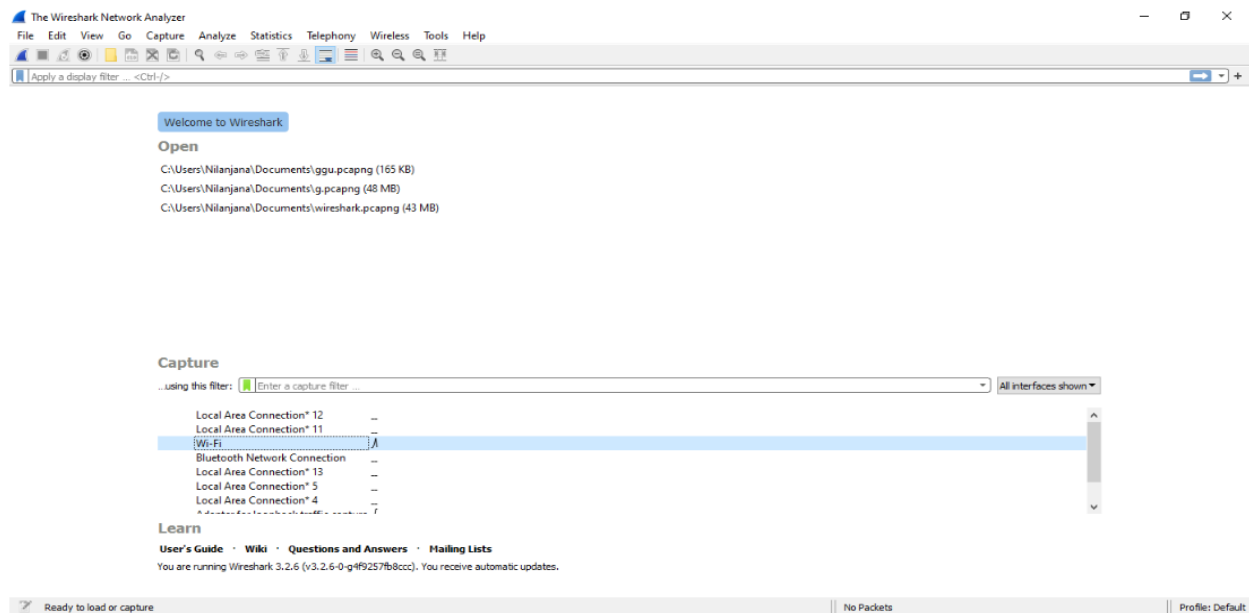 The Wireshark Network Analyzer
File Edit View Go Capture Analyze Statistics Telephony Wireless Tools Help
Apply a display filter ... <Ctrl-/>
Welcome to Wireshark
Open
C:\Users\Nilanjana\Documents\ggu.pcapng (165 KB)
C:\Users\Nilanjana\Documents\g.pcapng (48 MB)
C:\Users\Nilanjana\Documents\wireshark.pcapng (43 MB)
Capture
...using this filter: Enter a capture filter ... All interfaces shown
Local Area Connection* 12
Local Area Connection* 11
Wi-Fi
Bluetooth Network Connection
Local Area Connection* 13
Local Area Connection* 5
Local Area Connection* 4
Adapter for loopback traffic capture
Learn
User's Guide · Wiki · Questions and Answers · Mailing Lists
You are running Wireshark 3.2.6 (v3.2.6-0-g4f9257fb8ccc). You receive automatic updates.
Ready to load or capture No Packets Profile: Default